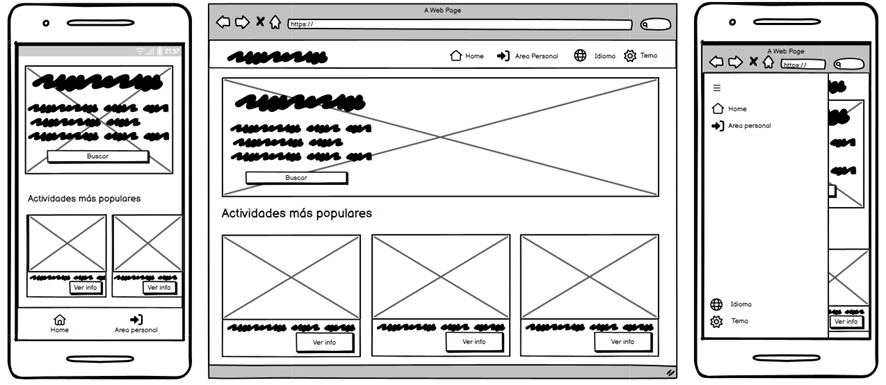 21:37
Buscar
Actividades más populares
Ver info
Ver info
Home
Area personal
A Web Page
https://
Home
Area Personal
Idioma
Tema
Buscar
Actividades más populares
Ver info
Ver info
Ver info
A Web Page
https://
Home
Area personal
Idioma
Tema
Ver info